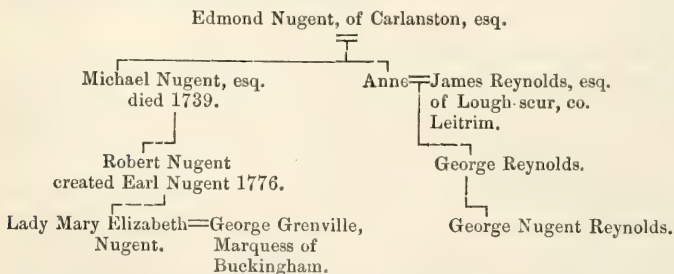 Edmond Nugent, of Carlanston, esq.
Michael Nugent, esq.
died 1739.
Anne=James Reynolds, esq.
of Lough-scur, co.
Leitrim.
Robert Nugent
created Earl Nugent 1776.
George Reynolds.
Lady Mary Elizabeth=George Grenville,
Nugent. Marquess of
Buckingham.
George Nugent Reynolds.